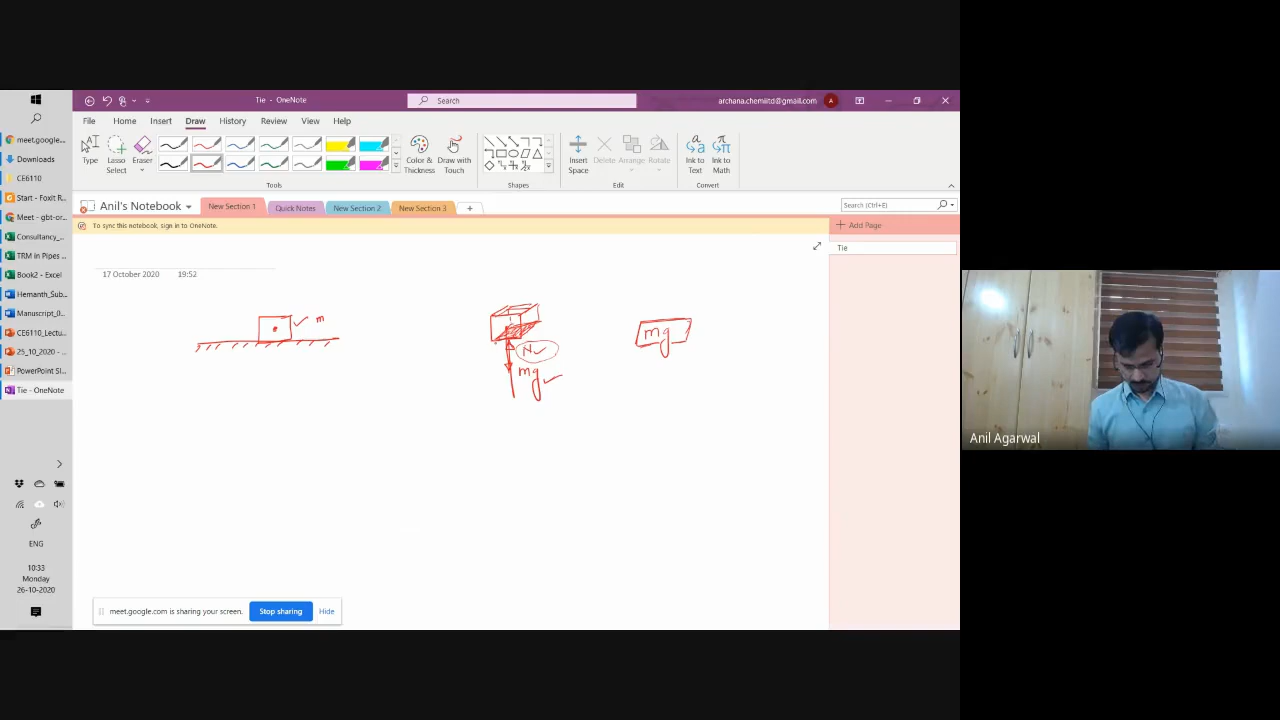 Tie - OneNote
Search
archana.chemiitd@gmail.com
A
File Home Insert Draw History Review View Help
Type
Lasso Select
Eraser
Color & Thickness
Draw with Touch
Insert Space
Delete
Arrange
Rotate
Ink to Text
Ink to Math
Tools
Shapes
Edit
Convert
Anil's Notebook
New Section 1
Quick Notes
New Section 2
New Section 3
Search (Ctrl+E)
To sync this notebook, sign in to OneNote.
Add Page
Tie
17 October 2020 19:52
m
N
mg
mg
meet.google...
Downloads
CE6110
Start - Foxit R...
Meet - gbt-or...
Consultancy_...
TRM in Pipes ...
Book2 - Excel
Hemanth_Sub...
Manuscript_0...
CE6110_Lectu...
25_10_2020 - ...
PowerPoint Sl...
Tie - OneNote
ENG
10:33
Monday
26-10-2020
meet.google.com is sharing your screen.
Stop sharing
Hide
Anil Agarwal